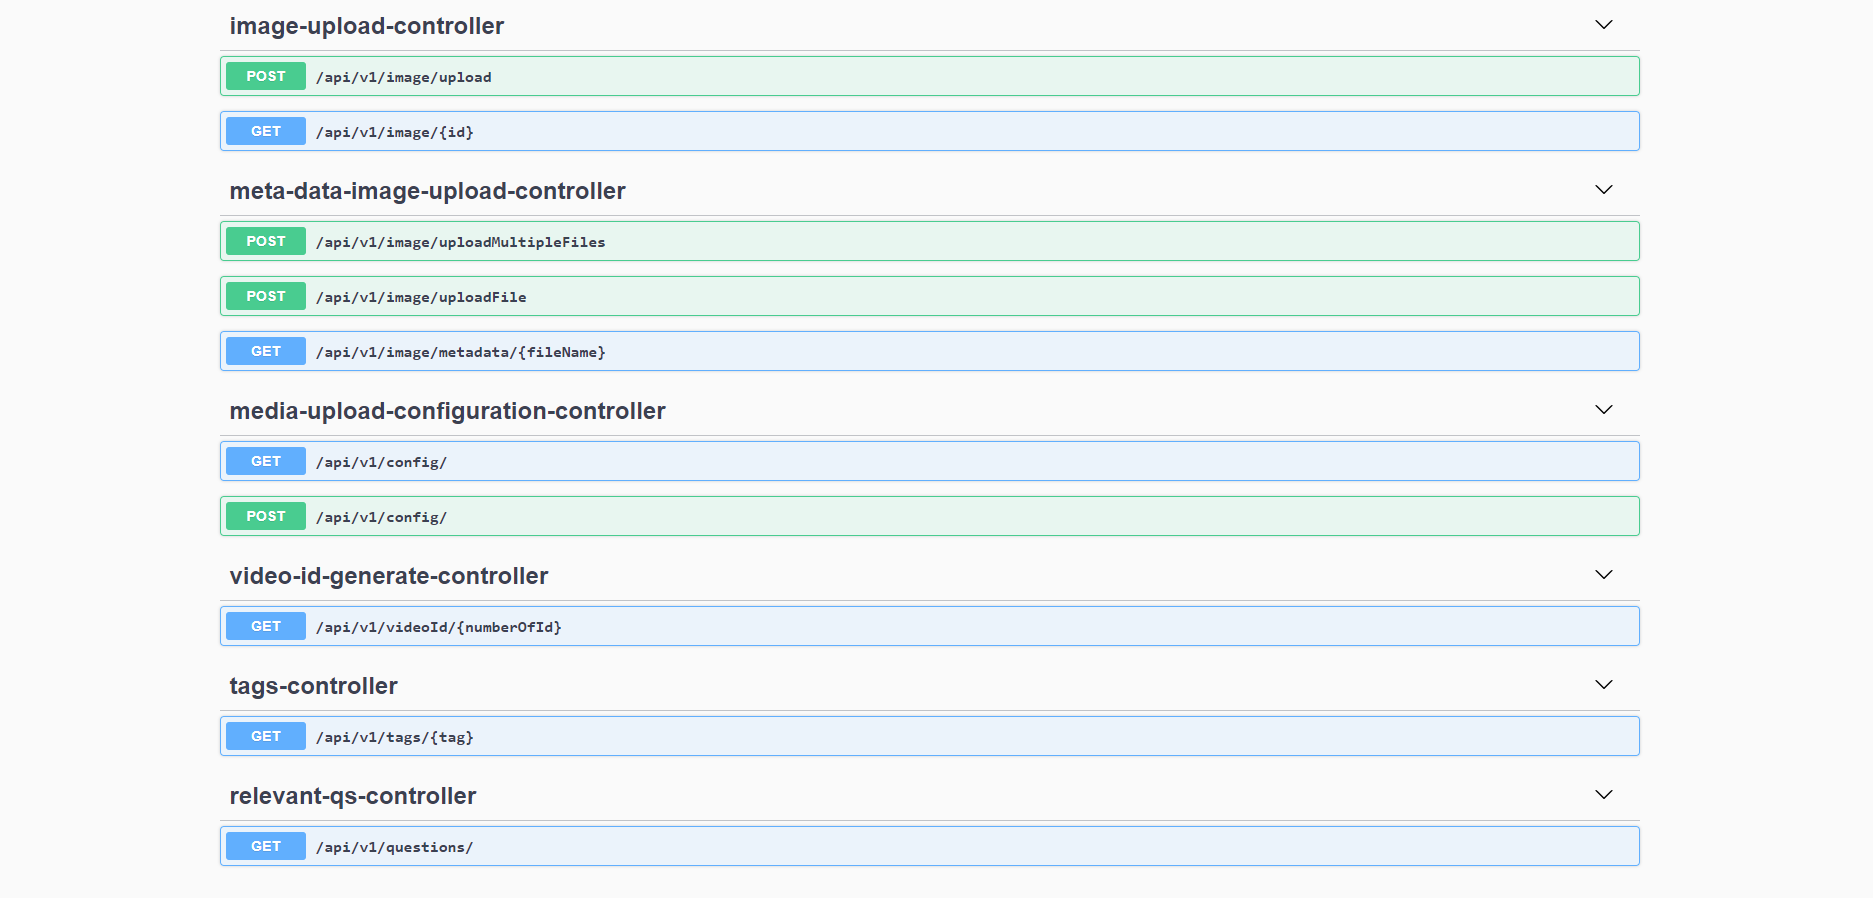 image-upload-controller
POST /api/v1/image/upload
GET /api/v1/image/{id}
meta-data-image-upload-controller
POST /api/v1/image/uploadMultipleFiles
POST /api/v1/image/uploadFile
GET /api/v1/image/metadata/{fileName}
media-upload-configuration-controller
GET /api/v1/config/
POST /api/v1/config/
video-id-generate-controller
GET /api/v1/videoId/{numberOfId}
tags-controller
GET /api/v1/tags/{tag}
relevant-qs-controller
GET /api/v1/questions/